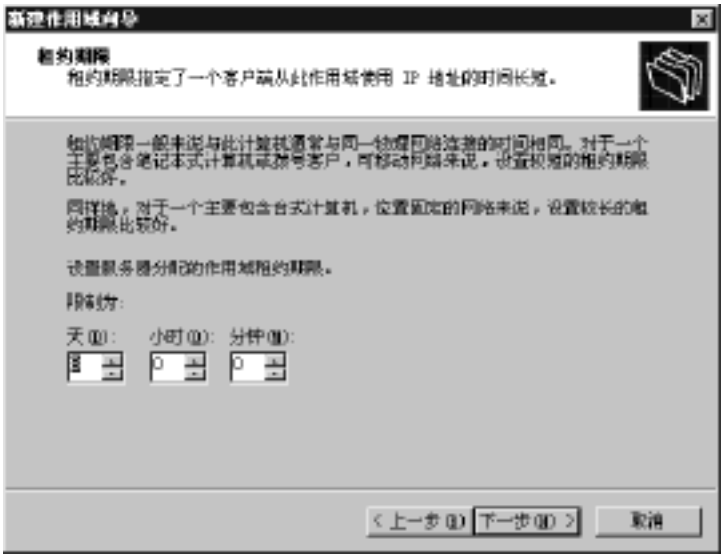 新建作用域向导
租约期限
租约期限指定了一个客户端从此作用域使用 IP 地址的时间长短。
租约期限一般来说与此计算机通常与同一物理网络连接的时间相同。对于一个
主要包含笔记本式计算机或拨号客户，可移动网络来说，设置较短的租约期限
比较好。
同样地，对于一个主要包含台式计算机，位置固定的网络来说，设置较长的租
约期限比较好。
设置服务器分配的作用域租约期限。
限制为:
天(D): 小时(O): 分钟(M):
8 0 0
< 上一步(B) 下一步(N) > 取消